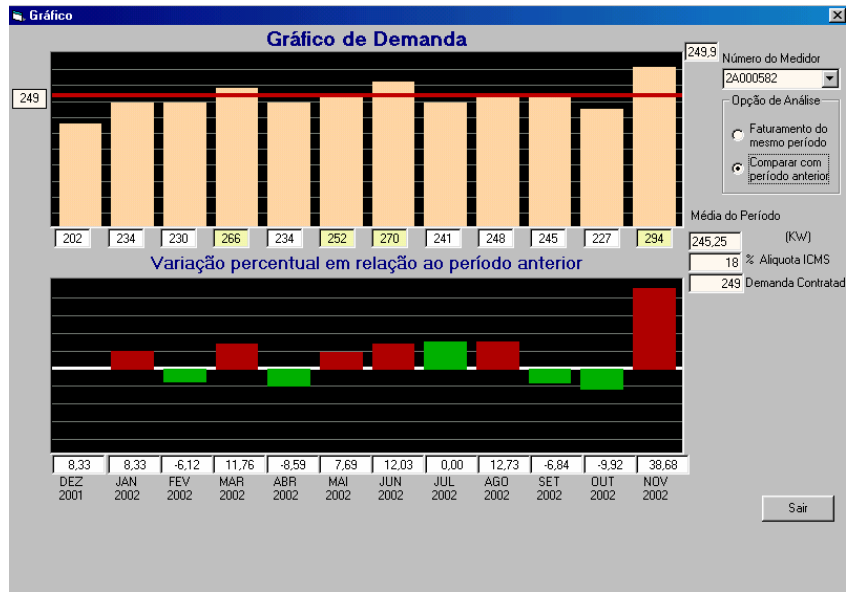 Gráfico
Gráfico de Demanda
249,9
Número do Medidor
2A000582
249
Opção de Análise
Faturamento do
mesmo período
Comparar com
período anterior
Média do Período
202 234 230 266 234 252 270 241 248 245 227 294
245,25 (KW)
18 % Aliquota ICMS
249 Demanda Contratad
Variação percentual em relação ao período anterior
8,33 8,33 -6,12 11,76 -8,59 7,69 12,03 0,00 12,73 -6,84 -9,92 38,68
DEZ JAN FEV MAR ABR MAI JUN JUL AGO SET OUT NOV
2001 2002 2002 2002 2002 2002 2002 2002 2002 2002 2002 2002
Sair